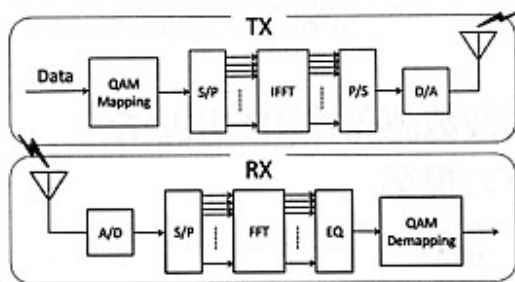 TX
Data
QAM
Mapping
S/P
IFFT
P/S
D/A
RX
A/D
S/P
FFT
EQ
QAM
Demapping